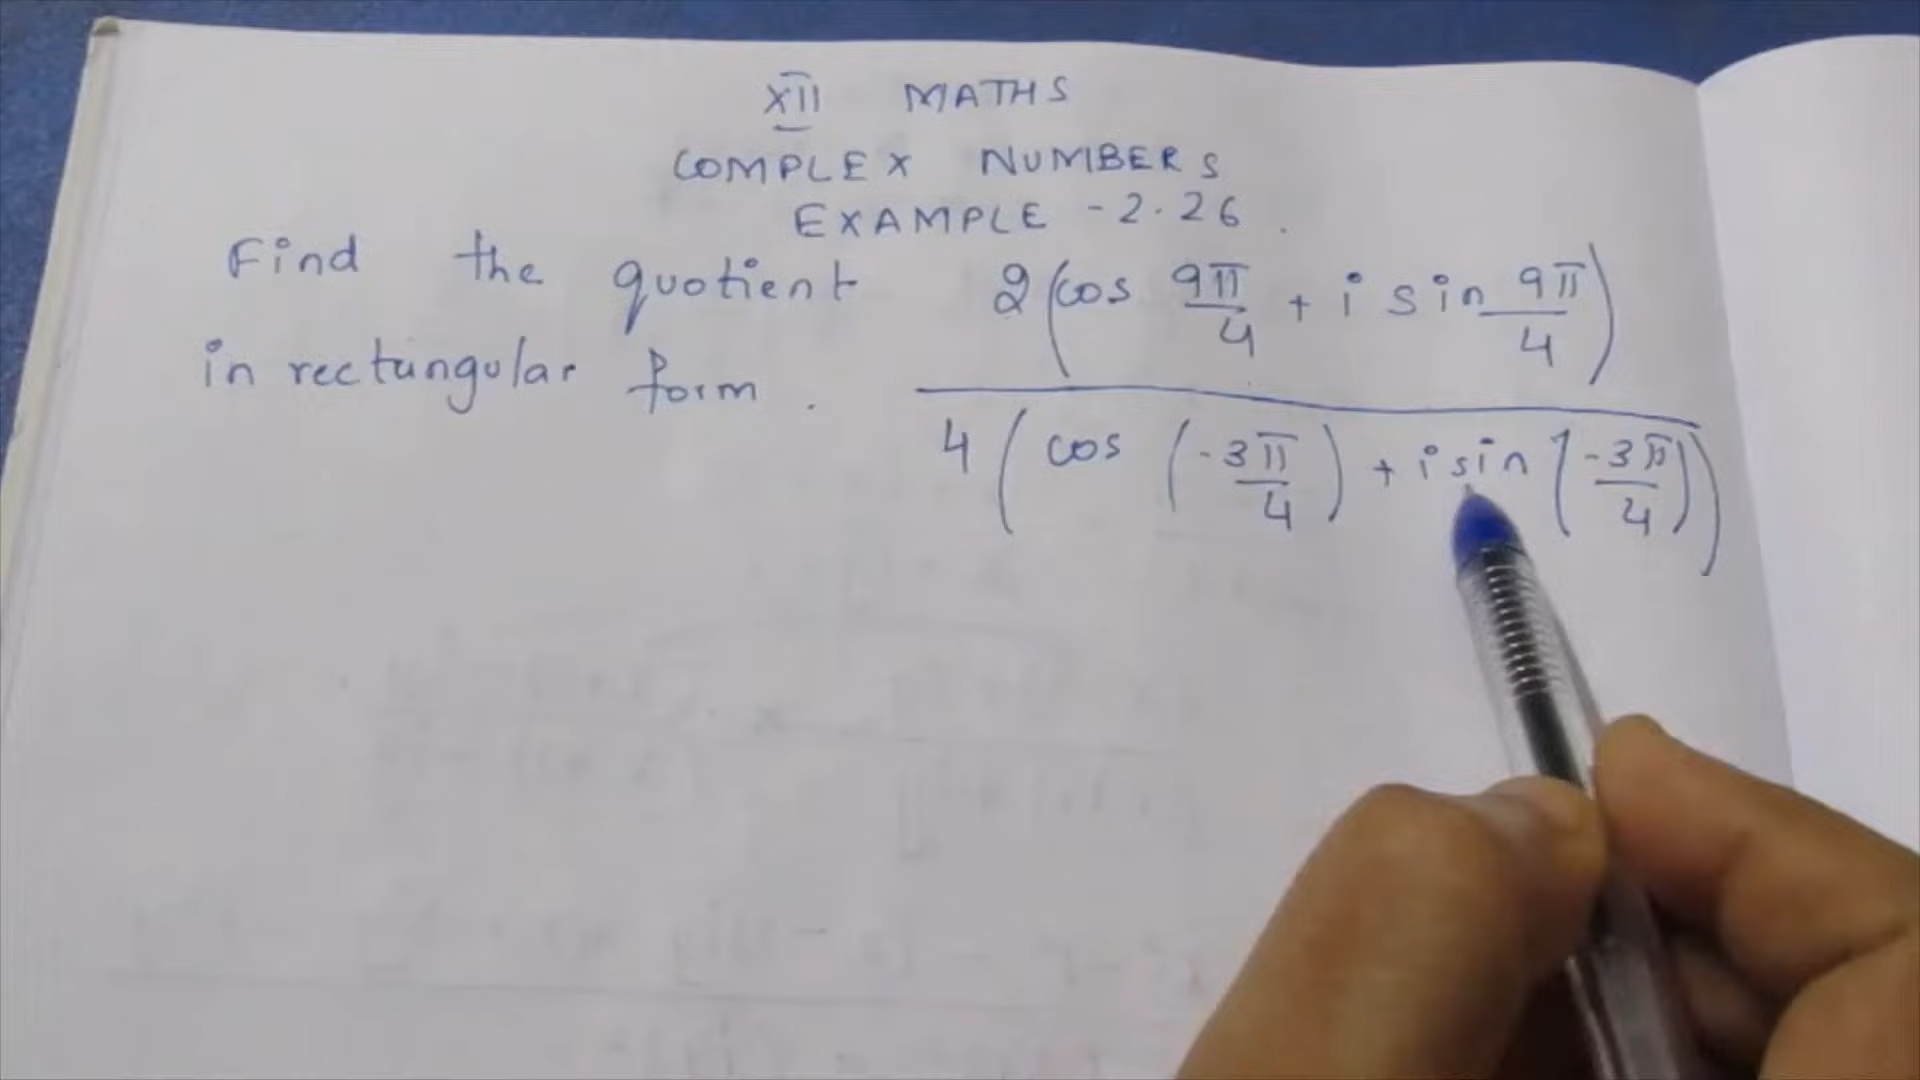 XII MATHS
COMPLEX NUMBERS
EXAMPLE - 2.26.
Find the quotient 2(cos 9π/4 + i sin 9π/4)
in rectangular form.
4(cos (-3π/4) + i sin (-3π/4))